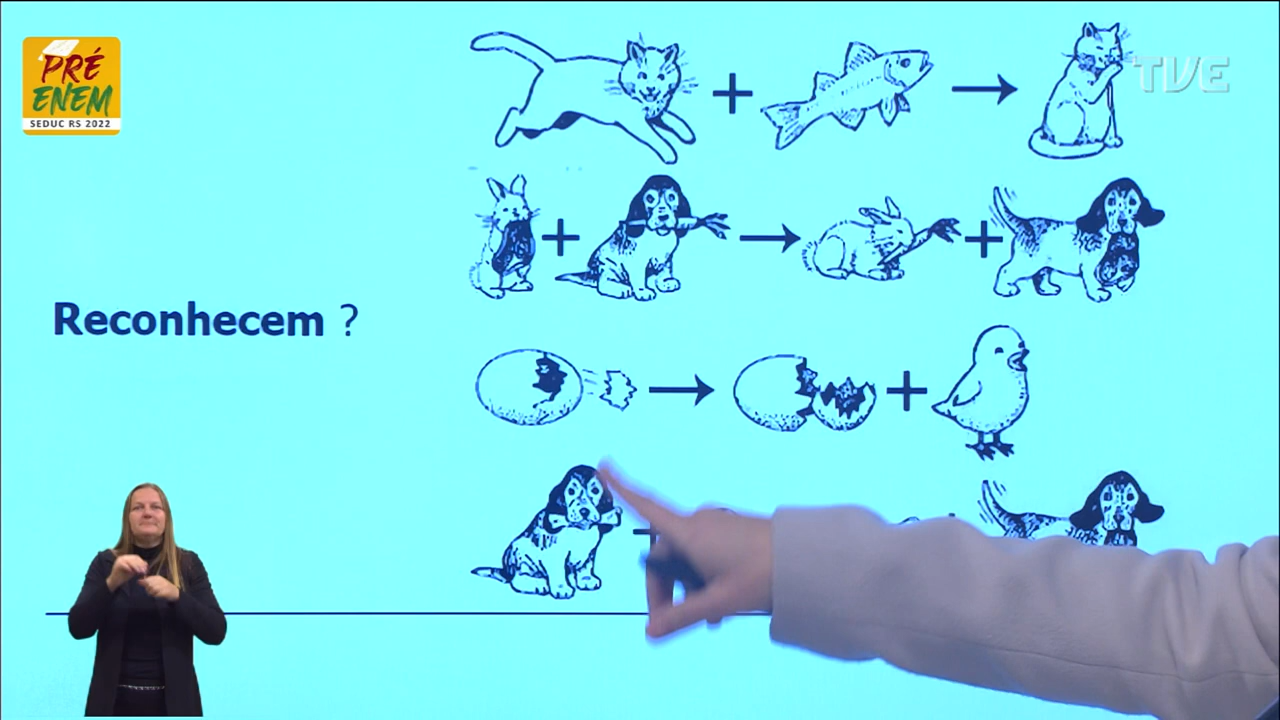 PRÉ
ENEM
SEDUC RS 2022
TVE
+ →
+ → +
Reconhecem ?
→ +
+